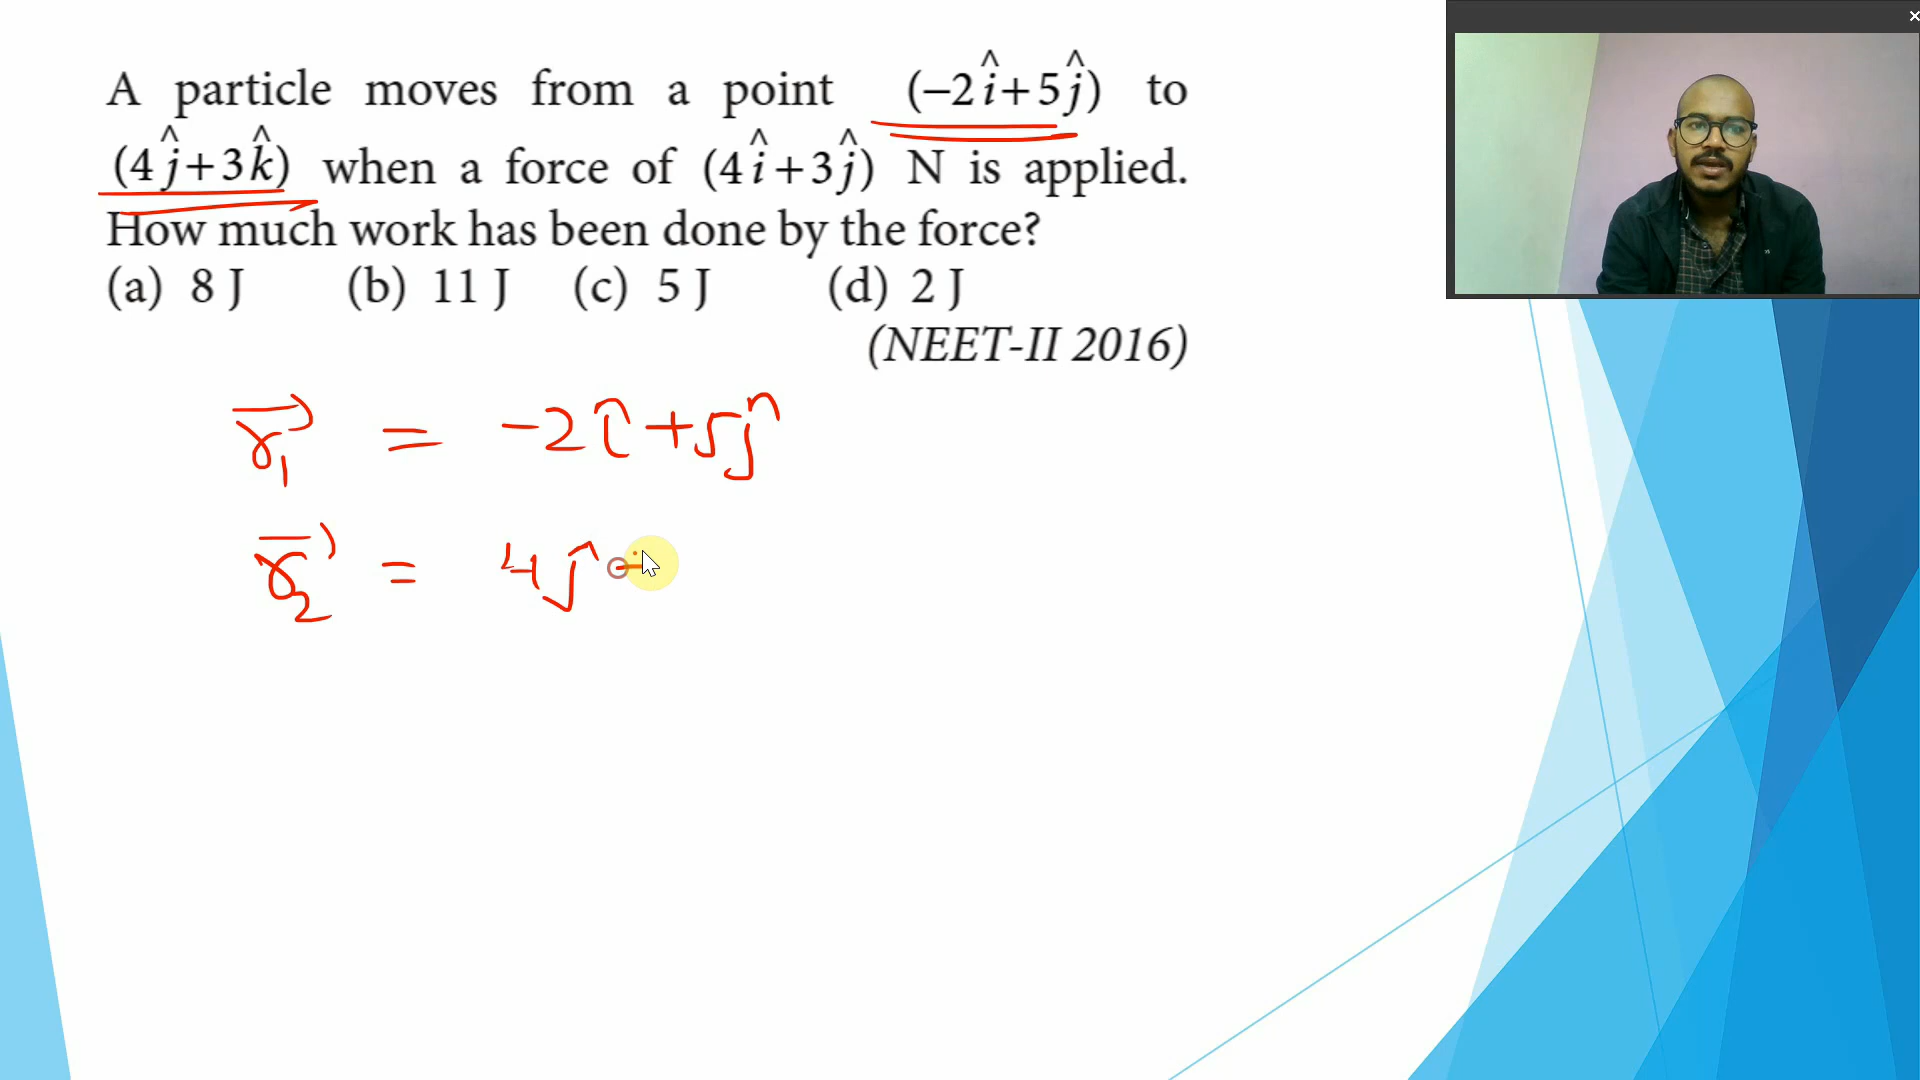 A particle moves from a point (−2î+5ĵ) to
(4ĵ+3k̂) when a force of (4î+3ĵ) N is applied.
How much work has been done by the force?
(a) 8 J (b) 11 J (c) 5 J (d) 2 J
(NEET-II 2016)
r⃗₁ = -2î+5ĵ
r⃗₂ = 4ĵ